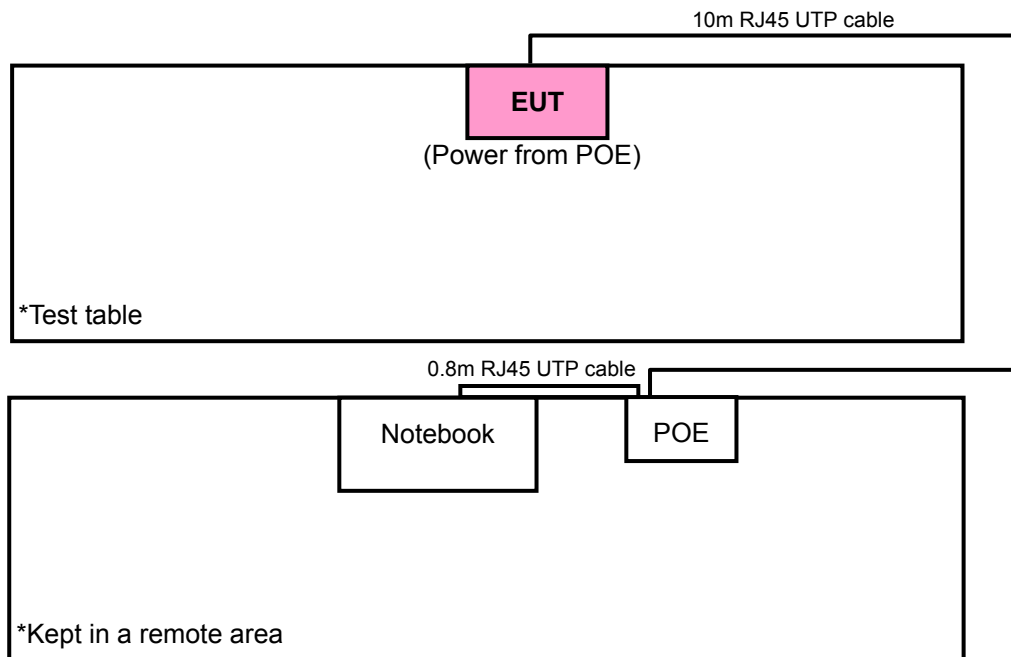 10m RJ45 UTP cable
EUT
(Power from POE)
*Test table
0.8m RJ45 UTP cable
Notebook
POE
*Kept in a remote area